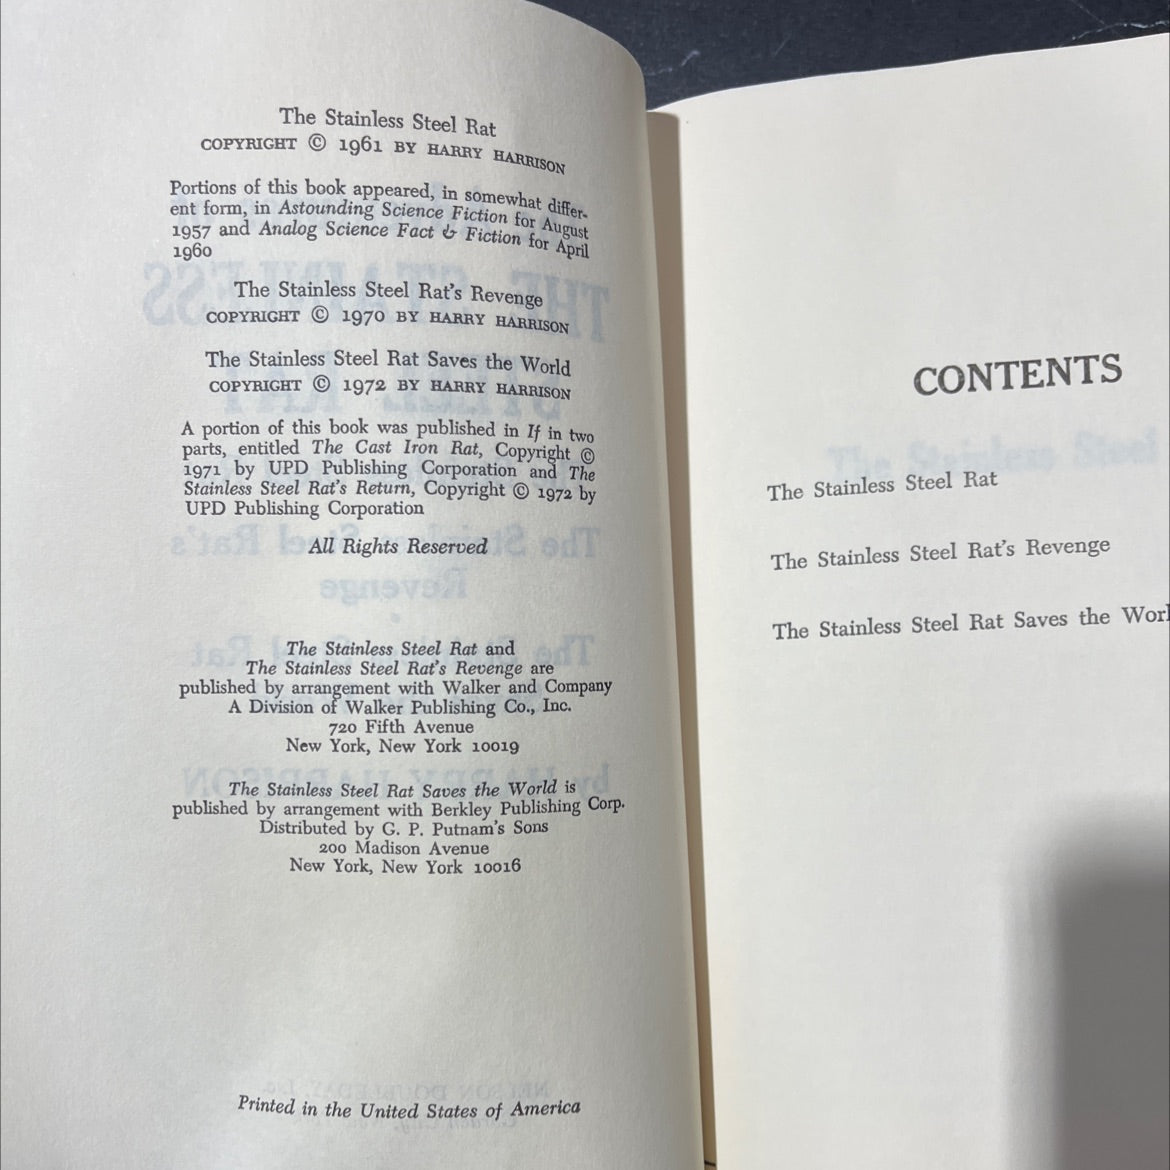 The Stainless Steel Rat
COPYRIGHT © 1961 BY HARRY HARRISON
Portions of this book appeared, in somewhat differ-
ent form, in Astounding Science Fiction for August
1957 and Analog Science Fact & Fiction for April
1960
The Stainless Steel Rat's Revenge
COPYRIGHT © 1970 BY HARRY HARRISON
The Stainless Steel Rat Saves the World
COPYRIGHT © 1972 BY HARRY HARRISON
A portion of this book was published in If in two
parts, entitled The Cast Iron Rat, Copyright ©
1971 by UPD Publishing Corporation and The
Stainless Steel Rat's Return, Copyright © 1972 by
UPD Publishing Corporation
All Rights Reserved
The Stainless Steel Rat and
The Stainless Steel Rat's Revenge are
published by arrangement with Walker and Company
A Division of Walker Publishing Co., Inc.
720 Fifth Avenue
New York, New York 10019
The Stainless Steel Rat Saves the World is
published by arrangement with Berkley Publishing Corp.
Distributed by G. P. Putnam's Sons
200 Madison Avenue
New York, New York 10016
Printed in the United States of America
CONTENTS
The Stainless Steel Rat
The Stainless Steel Rat's Revenge
The Stainless Steel Rat Saves the Worl